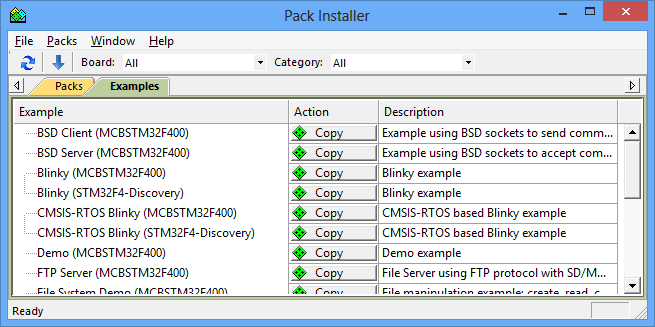 Pack Installer
File Packs Window Help
Board: All Category: All
Packs Examples
Example Action Description
BSD Client (MCBSTM32F400) Copy Example using BSD sockets to send comm...
BSD Server (MCBSTM32F400) Copy Example using BSD sockets to accept com...
Blinky (MCBSTM32F400) Copy Blinky example
Blinky (STM32F4-Discovery) Copy Blinky example
CMSIS-RTOS Blinky (MCBSTM32F400) Copy CMSIS-RTOS based Blinky example
CMSIS-RTOS Blinky (STM32F4-Discovery) Copy CMSIS-RTOS based Blinky example
Demo (MCBSTM32F400) Copy Demo example
FTP Server (MCBSTM32F400) Copy File Server using FTP protocol with SD/M...
File System Demo (MCBSTM32F400) Copy File manipulation example: create, read, c...
Ready